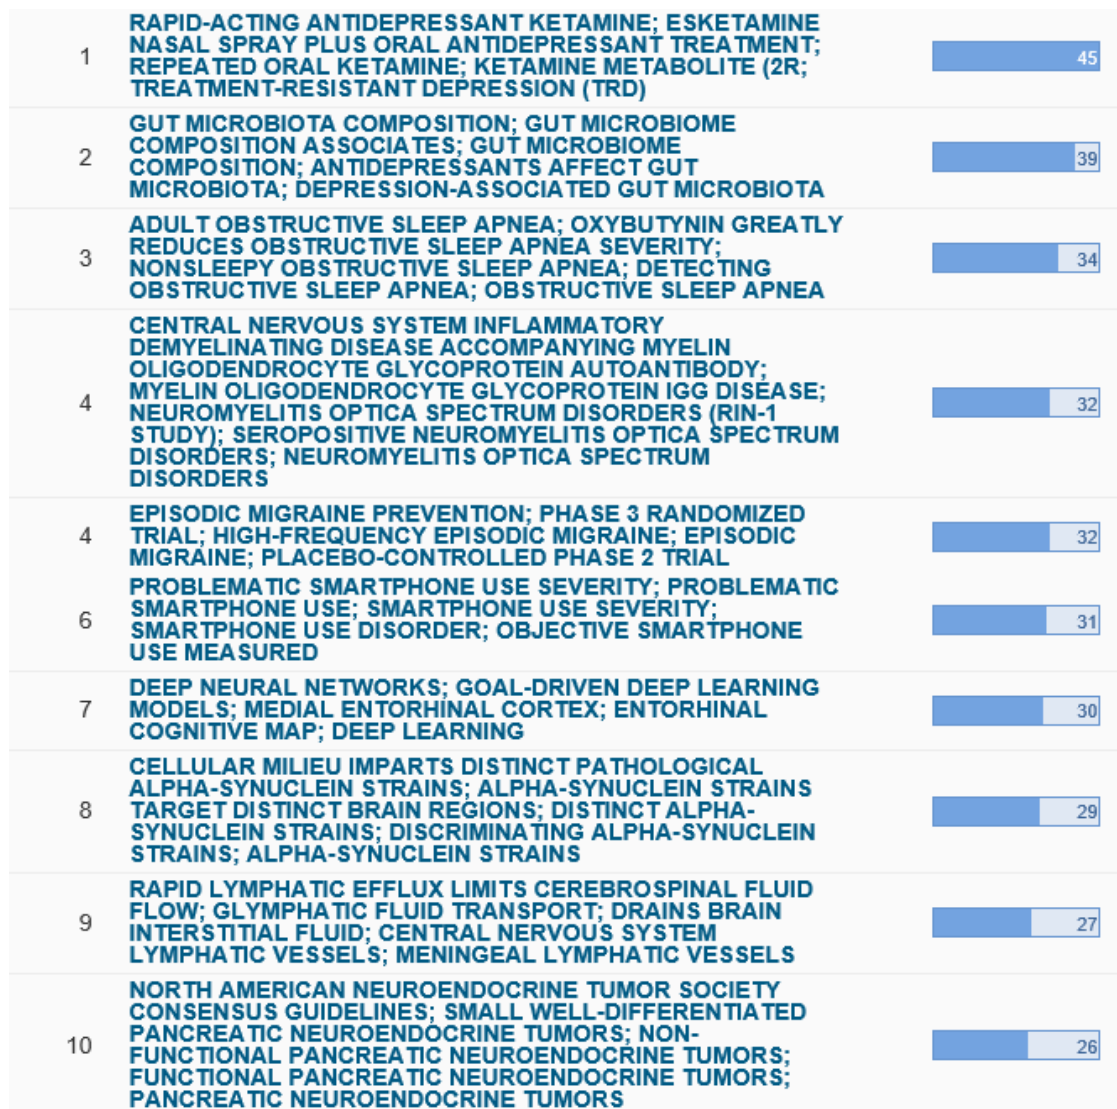 RAPID-ACTING ANTIDEPRESSANT KETAMINE; ESKETAMINE
NASAL SPRAY PLUS ORAL ANTIDEPRESSANT TREATMENT;
1
REPEATED ORAL KETAMINE; KETAMINE METABOLITE (2R;
TREATMENT-RESISTANT DEPRESSION (TRD)
45
GUT MICROBIOTA COMPOSITION; GUT MICROBIOME
COMPOSITION ASSOCIATES; GUT MICROBIOME
2
COMPOSITION; ANTIDEPRESSANTS AFFECT GUT
MICROBIOTA; DEPRESSION-ASSOCIATED GUT MICROBIOTA
39
ADULT OBSTRUCTIVE SLEEP APNEA; OXYBUTYNIN GREATLY
REDUCES OBSTRUCTIVE SLEEP APNEA SEVERITY;
3
NONSLEEPY OBSTRUCTIVE SLEEP APNEA; DETECTING
OBSTRUCTIVE SLEEP APNEA; OBSTRUCTIVE SLEEP APNEA
34
CENTRAL NERVOUS SYSTEM INFLAMMATORY
DEMYELINATING DISEASE ACCOMPANYING MYELIN
OLIGODENDROCYTE GLYCOPROTEIN AUTOANTIBODY;
MYELIN OLIGODENDROCYTE GLYCOPROTEIN IGG DISEASE;
4
NEUROMYELITIS OPTICA SPECTRUM DISORDERS (RIN-1
STUDY); SEROPOSITIVE NEUROMYELITIS OPTICA SPECTRUM
DISORDERS; NEUROMYELITIS OPTICA SPECTRUM
DISORDERS
32
EPISODIC MIGRAINE PREVENTION; PHASE 3 RANDOMIZED
4
TRIAL; HIGH-FREQUENCY EPISODIC MIGRAINE; EPISODIC
MIGRAINE; PLACEBO-CONTROLLED PHASE 2 TRIAL
32
PROBLEMATIC SMARTPHONE USE SEVERITY; PROBLEMATIC
SMARTPHONE USE; SMARTPHONE USE SEVERITY;
6
SMARTPHONE USE DISORDER; OBJECTIVE SMARTPHONE
USE MEASURED
31
DEEP NEURAL NETWORKS; GOAL-DRIVEN DEEP LEARNING
7
MODELS; MEDIAL ENTORHINAL CORTEX; ENTORHINAL
COGNITIVE MAP; DEEP LEARNING
30
CELLULAR MILIEU IMPARTS DISTINCT PATHOLOGICAL
ALPHA-SYNUCLEIN STRAINS; ALPHA-SYNUCLEIN STRAINS
8
TARGET DISTINCT BRAIN REGIONS; DISTINCT ALPHA-
SYNUCLEIN STRAINS; DISCRIMINATING ALPHA-SYNUCLEIN
STRAINS; ALPHA-SYNUCLEIN STRAINS
29
RAPID LYMPHATIC EFFLUX LIMITS CEREBROSPINAL FLUID
FLOW; GLYMPHATIC FLUID TRANSPORT; DRAINS BRAIN
9
INTERSTITIAL FLUID; CENTRAL NERVOUS SYSTEM
LYMPHATIC VESSELS; MENINGEAL LYMPHATIC VESSELS
27
NORTH AMERICAN NEUROENDOCRINE TUMOR SOCIETY
CONSENSUS GUIDELINES; SMALL WELL-DIFFERENTIATED
PANCREATIC NEUROENDOCRINE TUMORS; NON-
10
FUNCTIONAL PANCREATIC NEUROENDOCRINE TUMORS;
FUNCTIONAL PANCREATIC NEUROENDOCRINE TUMORS;
PANCREATIC NEUROENDOCRINE TUMORS
26